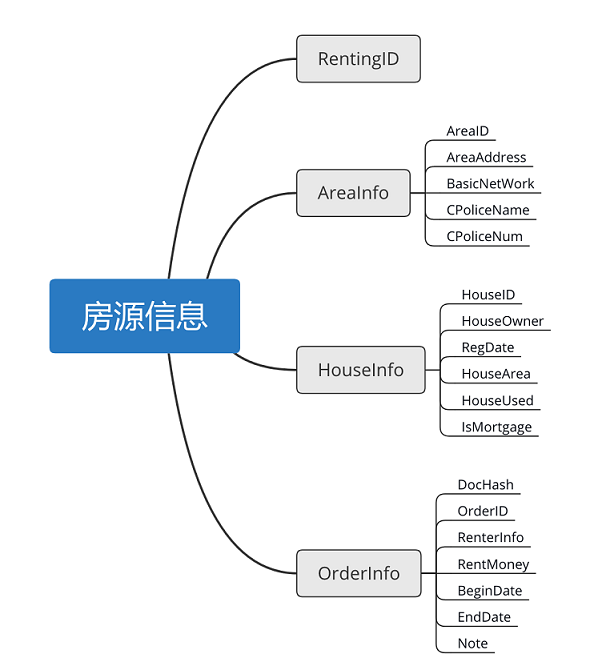 房源信息
RentingID
AreaInfo
AreaID
AreaAddress
BasicNetWork
CPoliceName
CPoliceNum
HouseInfo
HouseID
HouseOwner
RegDate
HouseArea
HouseUsed
IsMortgage
OrderInfo
DocHash
OrderID
RenterInfo
RentMoney
BeginDate
EndDate
Note